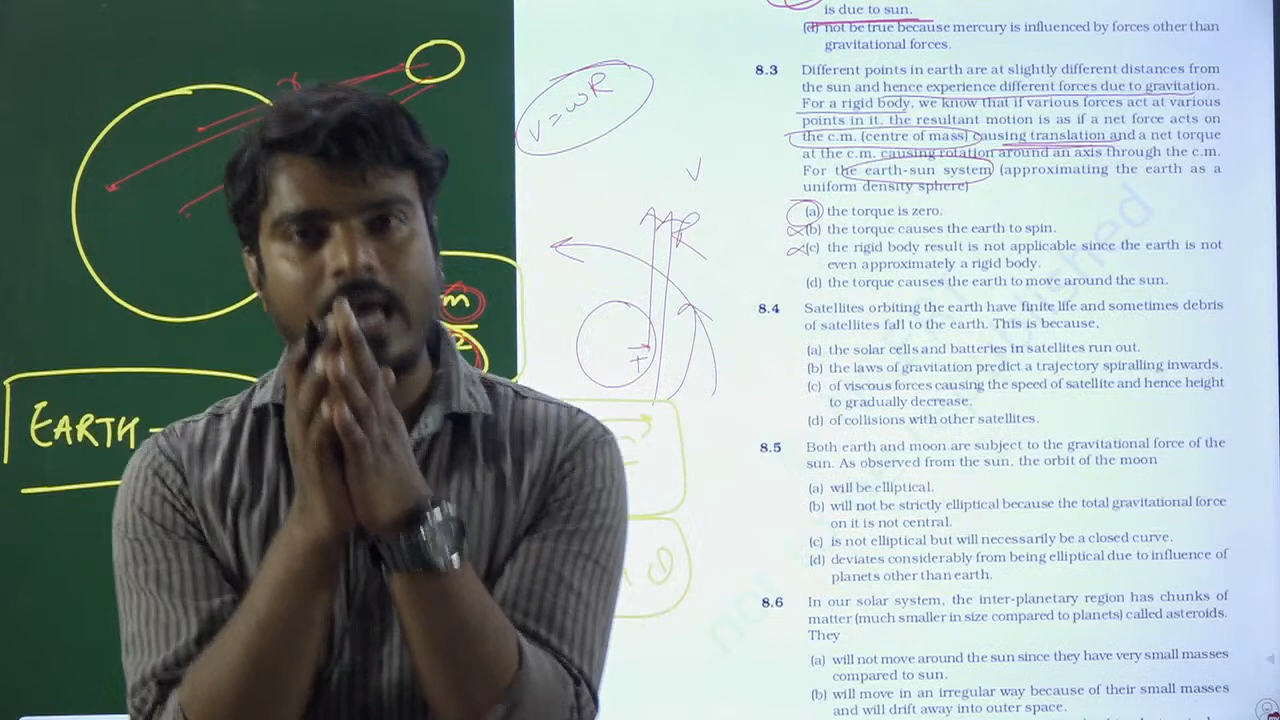 x
EARTH
m
V = ωR
V
R
is due to sun.
(d) not be true because mercury is influenced by forces other than
gravitational forces.
8.3 Different points in earth are at slightly different distances from
the sun and hence experience different forces due to gravitation.
For a rigid body, we know that if various forces act at various
points in it, the resultant motion is as if a net force acts on
the c.m. (centre of mass) causing translation and a net torque
at the c.m. causing rotation around an axis through the c.m.
For the earth-sun system (approximating the earth as a
uniform density sphere)
(a) the torque is zero.
(b) the torque causes the earth to spin.
(c) the rigid body result is not applicable since the earth is not
even approximately a rigid body.
(d) the torque causes the earth to move around the sun.
8.4 Satellites orbiting the earth have finite life and sometimes debris
of satellites fall to the earth. This is because,
(a) the solar cells and batteries in satellites run out.
(b) the laws of gravitation predict a trajectory spiralling inwards.
(c) of viscous forces causing the speed of satellite and hence height
to gradually decrease.
(d) of collisions with other satellites.
8.5 Both earth and moon are subject to the gravitational force of the
sun. As observed from the sun, the orbit of the moon
(a) will be elliptical.
(b) will not be strictly elliptical because the total gravitational force
on it is not central.
(c) is not elliptical but will necessarily be a closed curve.
(d) deviates considerably from being elliptical due to influence of
planets other than earth.
8.6 In our solar system, the inter-planetary region has chunks of
matter (much smaller in size compared to planets) called asteroids.
They
(a) will not move around the sun since they have very small masses
compared to sun.
(b) will move in an irregular way because of their small masses
and will drift away into outer space.